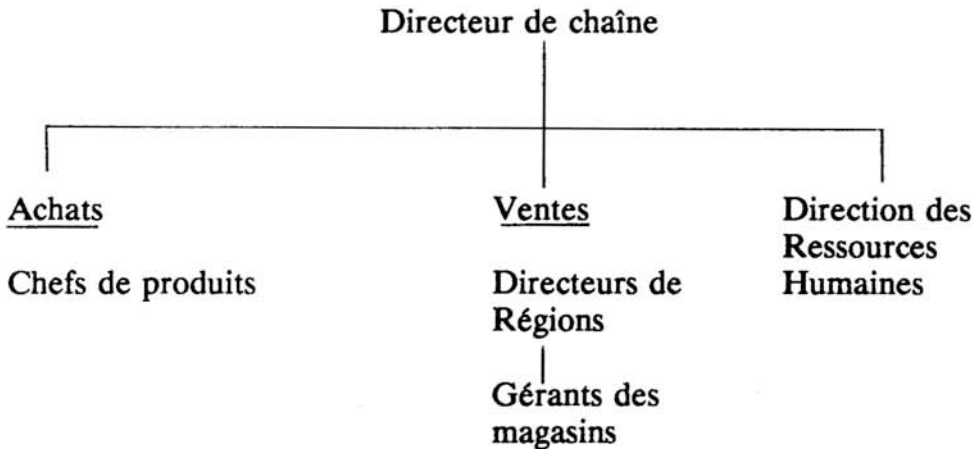 Directeur de chaîne
Achats
Ventes
Direction des
Ressources
Humaines
Chefs de produits
Directeurs de
Régions
Gérants des
magasins